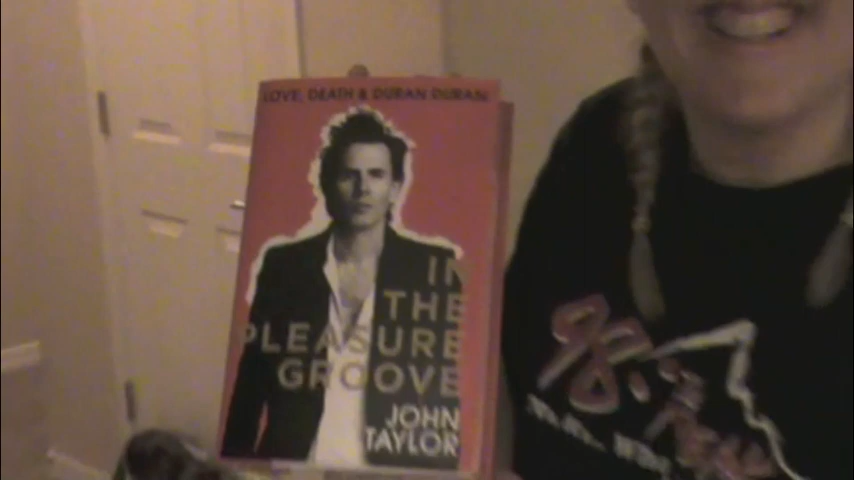 LOVE, DEATH & DURAN DURAN
IN
THE
PLEASURE
GROOVE
JOHN
TAYLOR